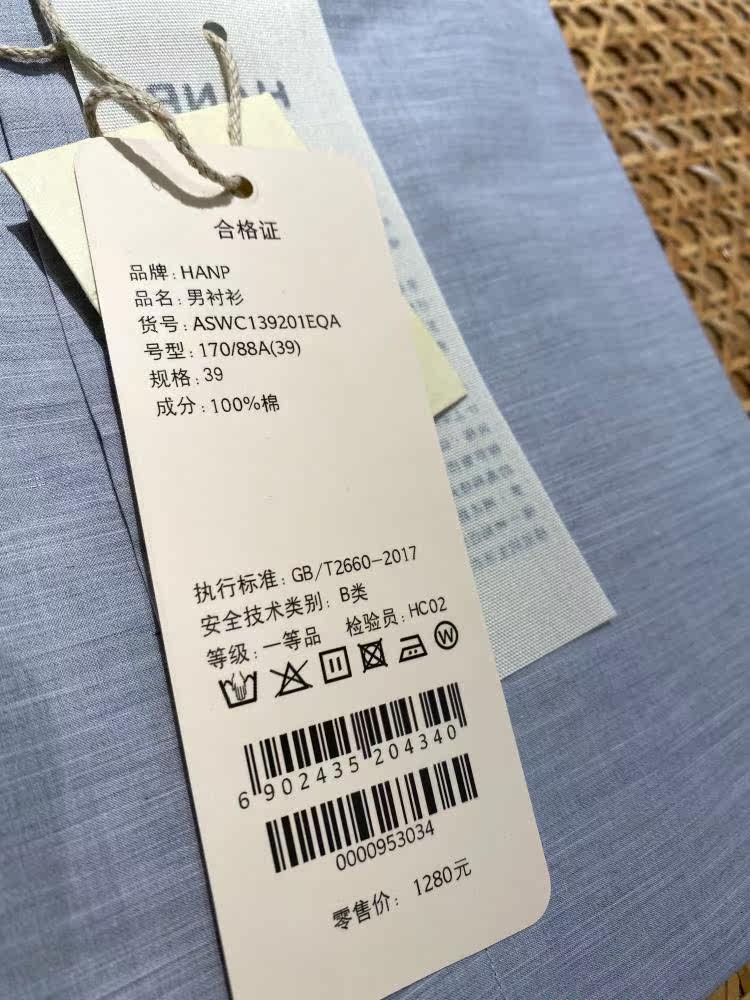 合格证
品牌:HANP
品名:男衬衫
货号:ASWC139201EQA
号型:170/88A(39)
规格:39
成分:100%棉
执行标准:GB/T2660-2017
安全技术类别:B类
等级:一等品 检验员:HC02
W
6902435204340
0000953034
零售价: 1280元